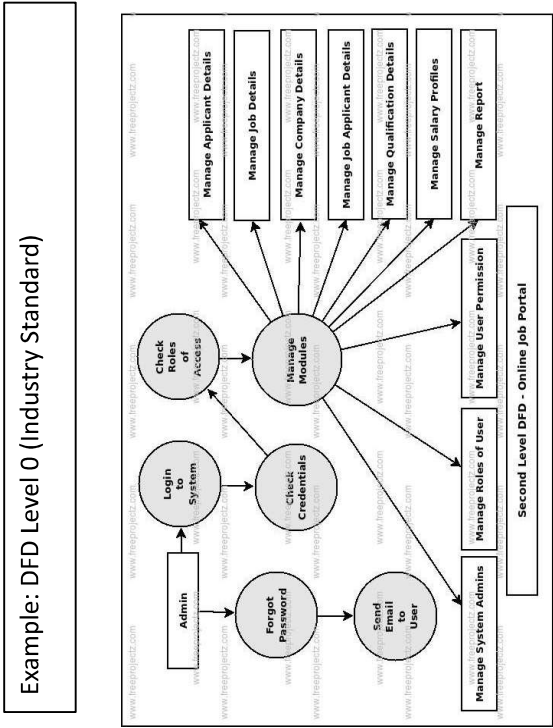 Example: DFD Level 0 (Industry Standard)
Admin
Login
to
System
Check
Roles
of
Access
Forgot
Password
Check
Credentials
Manage
Modules
Send
Email
to
User
Manage Applicant Details
Manage Job Details
Manage Company Details
Manage Job Applicant Details
Manage Qualification Details
Manage Salary Profiles
Manage Report
Manage System Admins
Manage Roles of User
Manage User Permission
Second Level DFD - Online Job Portal
www.freeprojectz.com